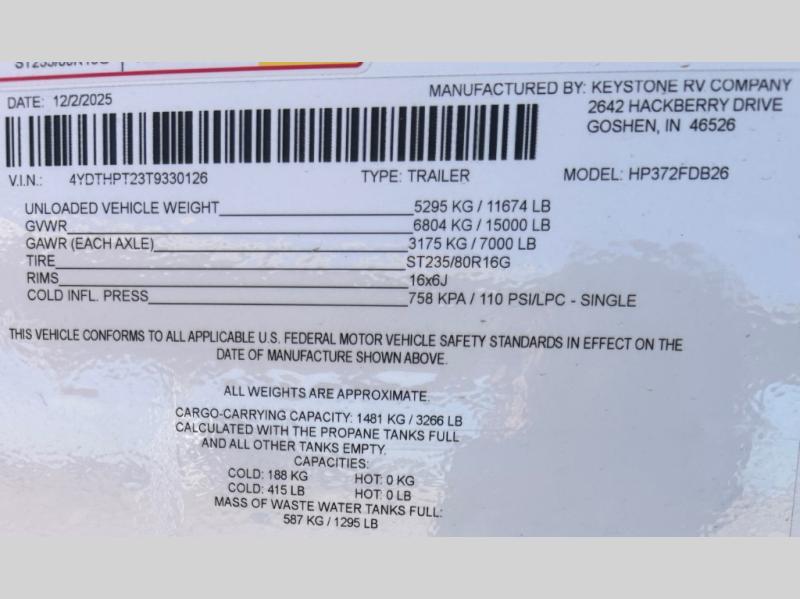 ST235/80R16G
DATE: 12/2/2025
MANUFACTURED BY: KEYSTONE RV COMPANY
2642 HACKBERRY DRIVE
GOSHEN, IN 46526
V.I.N.: 4YDTHPT23T9330126 TYPE: TRAILER MODEL: HP372FDB26
UNLOADED VEHICLE WEIGHT 5295 KG / 11674 LB
GVWR 6804 KG / 15000 LB
GAWR (EACH AXLE) 3175 KG / 7000 LB
TIRE ST235/80R16G
RIMS 16x6J
COLD INFL. PRESS 758 KPA / 110 PSI/LPC - SINGLE
THIS VEHICLE CONFORMS TO ALL APPLICABLE U.S. FEDERAL MOTOR VEHICLE SAFETY STANDARDS IN EFFECT ON THE
DATE OF MANUFACTURE SHOWN ABOVE.
ALL WEIGHTS ARE APPROXIMATE.
CARGO-CARRYING CAPACITY: 1481 KG / 3266 LB
CALCULATED WITH THE PROPANE TANKS FULL
AND ALL OTHER TANKS EMPTY.
CAPACITIES:
COLD: 188 KG HOT: 0 KG
COLD: 415 LB HOT: 0 LB
MASS OF WASTE WATER TANKS FULL:
587 KG / 1295 LB